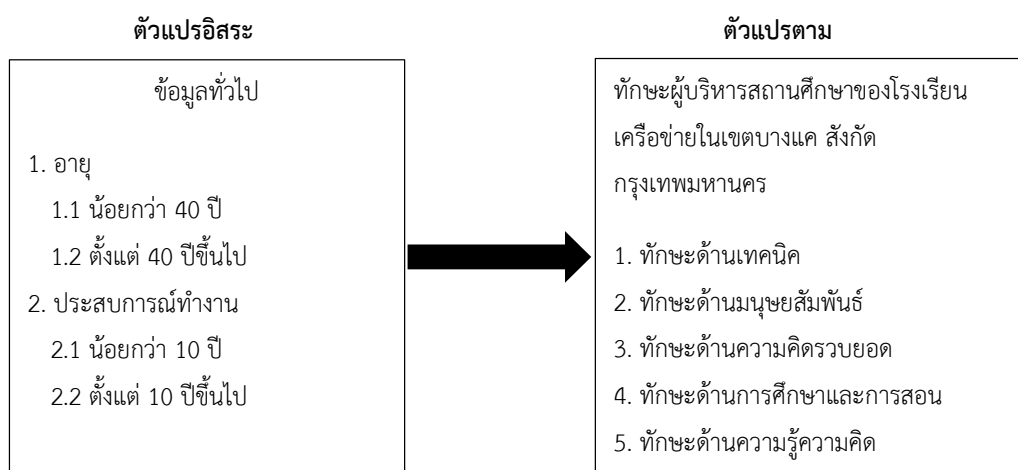 ตัวแปรอิสระ
ข้อมูลทั่วไป
1. อายุ
1.1 น้อยกว่า 40 ปี
1.2 ตั้งแต่ 40 ปีขึ้นไป
2. ประสบการณ์ทำงาน
2.1 น้อยกว่า 10 ปี
2.2 ตั้งแต่ 10 ปีขึ้นไป
ตัวแปรตาม
ทักษะผู้บริหารสถานศึกษาของโรงเรียน
เครือข่ายในเขตบางแค สังกัด
กรุงเทพมหานคร
1. ทักษะด้านเทคนิค
2. ทักษะด้านมนุษยสัมพันธ์
3. ทักษะด้านความคิดรวบยอด
4. ทักษะด้านการศึกษาและการสอน
5. ทักษะด้านความรู้ความคิด